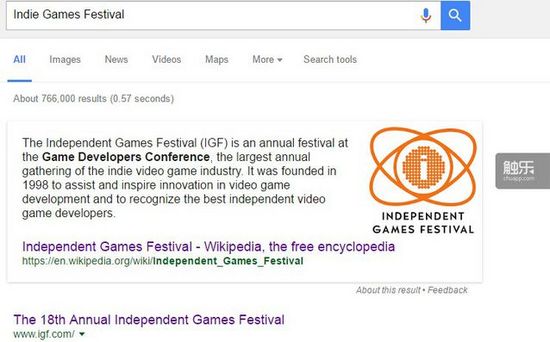 Indie Games Festival
All Images News Videos Maps More Search tools
About 766,000 results (0.57 seconds)
The Independent Games Festival (IGF) is an annual festival at
the Game Developers Conference, the largest annual
gathering of the indie video game industry. It was founded in
1998 to assist and inspire innovation in video game
development and to recognize the best independent video
game developers.
INDEPENDENT
GAMES FESTIVAL
触乐
chuapp.com
Independent Games Festival - Wikipedia, the free encyclopedia
https://en.wikipedia.org/wiki/Independent_Games_Festival
About this result • Feedback
The 18th Annual Independent Games Festival
www.igf.com/